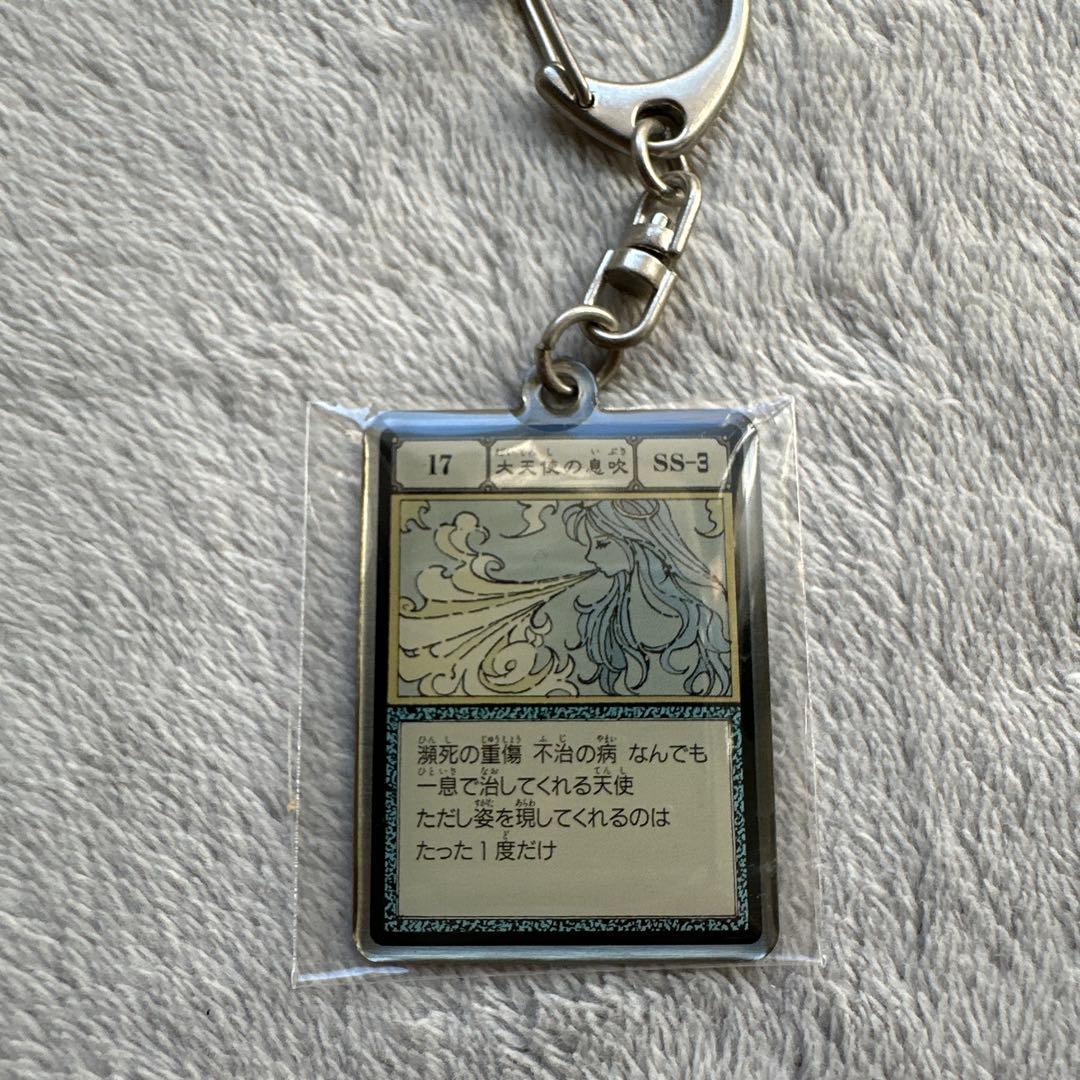 17 大天使の息吹 SS-3
瀕死の重傷 不治の病 なんでも
一息で治してくれる天使
ただし姿を現してくれるのは
たった1度だけ